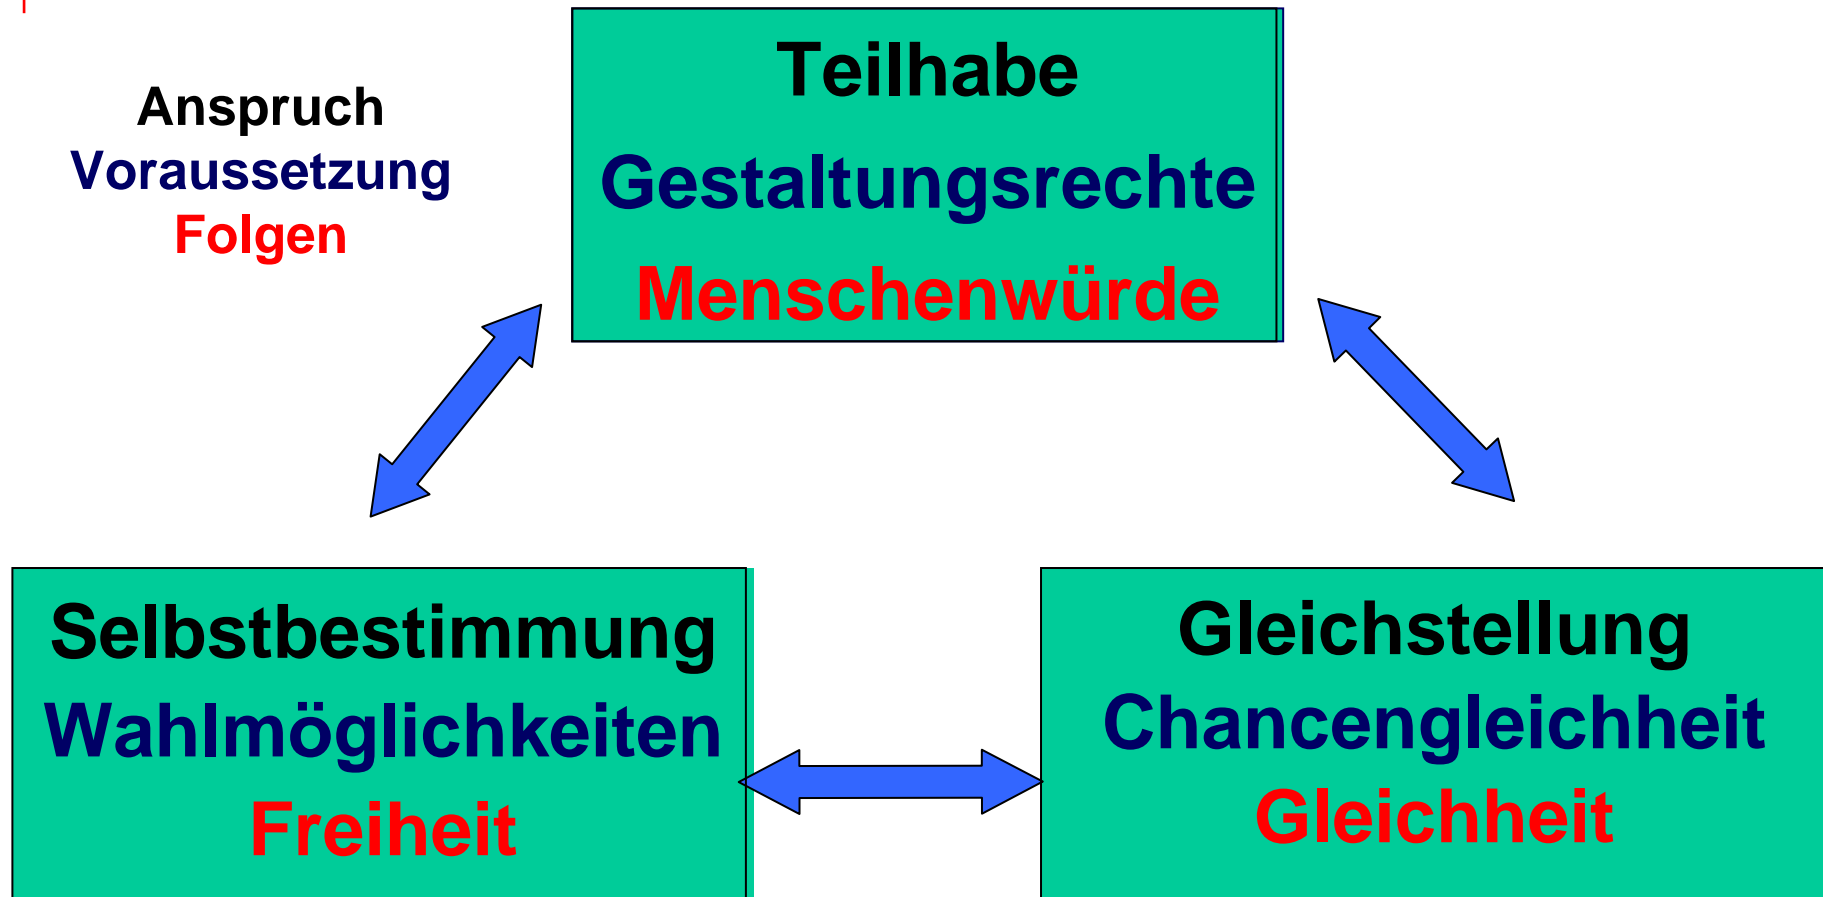 Anspruch
Voraussetzung
Folgen
Teilhabe
Gestaltungsrechte
Menschenwürde
Selbstbestimmung
Wahlmöglichkeiten
Freiheit
Gleichstellung
Chancengleichheit
Gleichheit